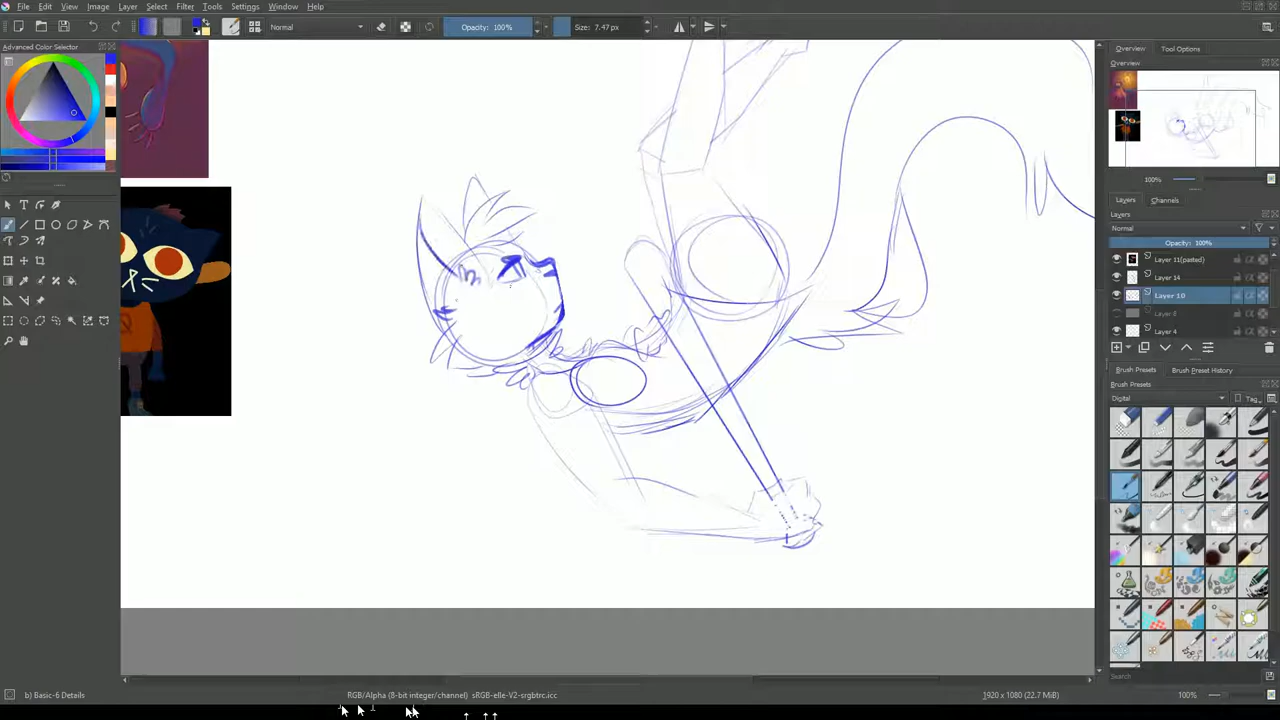 File Edit View Image Layer Select Filter Tools Settings Window Help
Normal Opacity: 100% Size: 7.47 px
Advanced Color Selector
Overview Tool Options
Overview
100%
Layers Channels
Layers
Normal
Opacity: 100%
Layer 11(pasted)
Layer 14
Layer 10
Layer 4
Brush Presets Brush Preset History
Brush Presets
Digital Tag
Search
b) Basic-6 Details RGB/Alpha (8-bit integer/channel) sRGB-elle-V2-srgbtrc.icc 1920 x 1080 (22.7 MiB) 100%